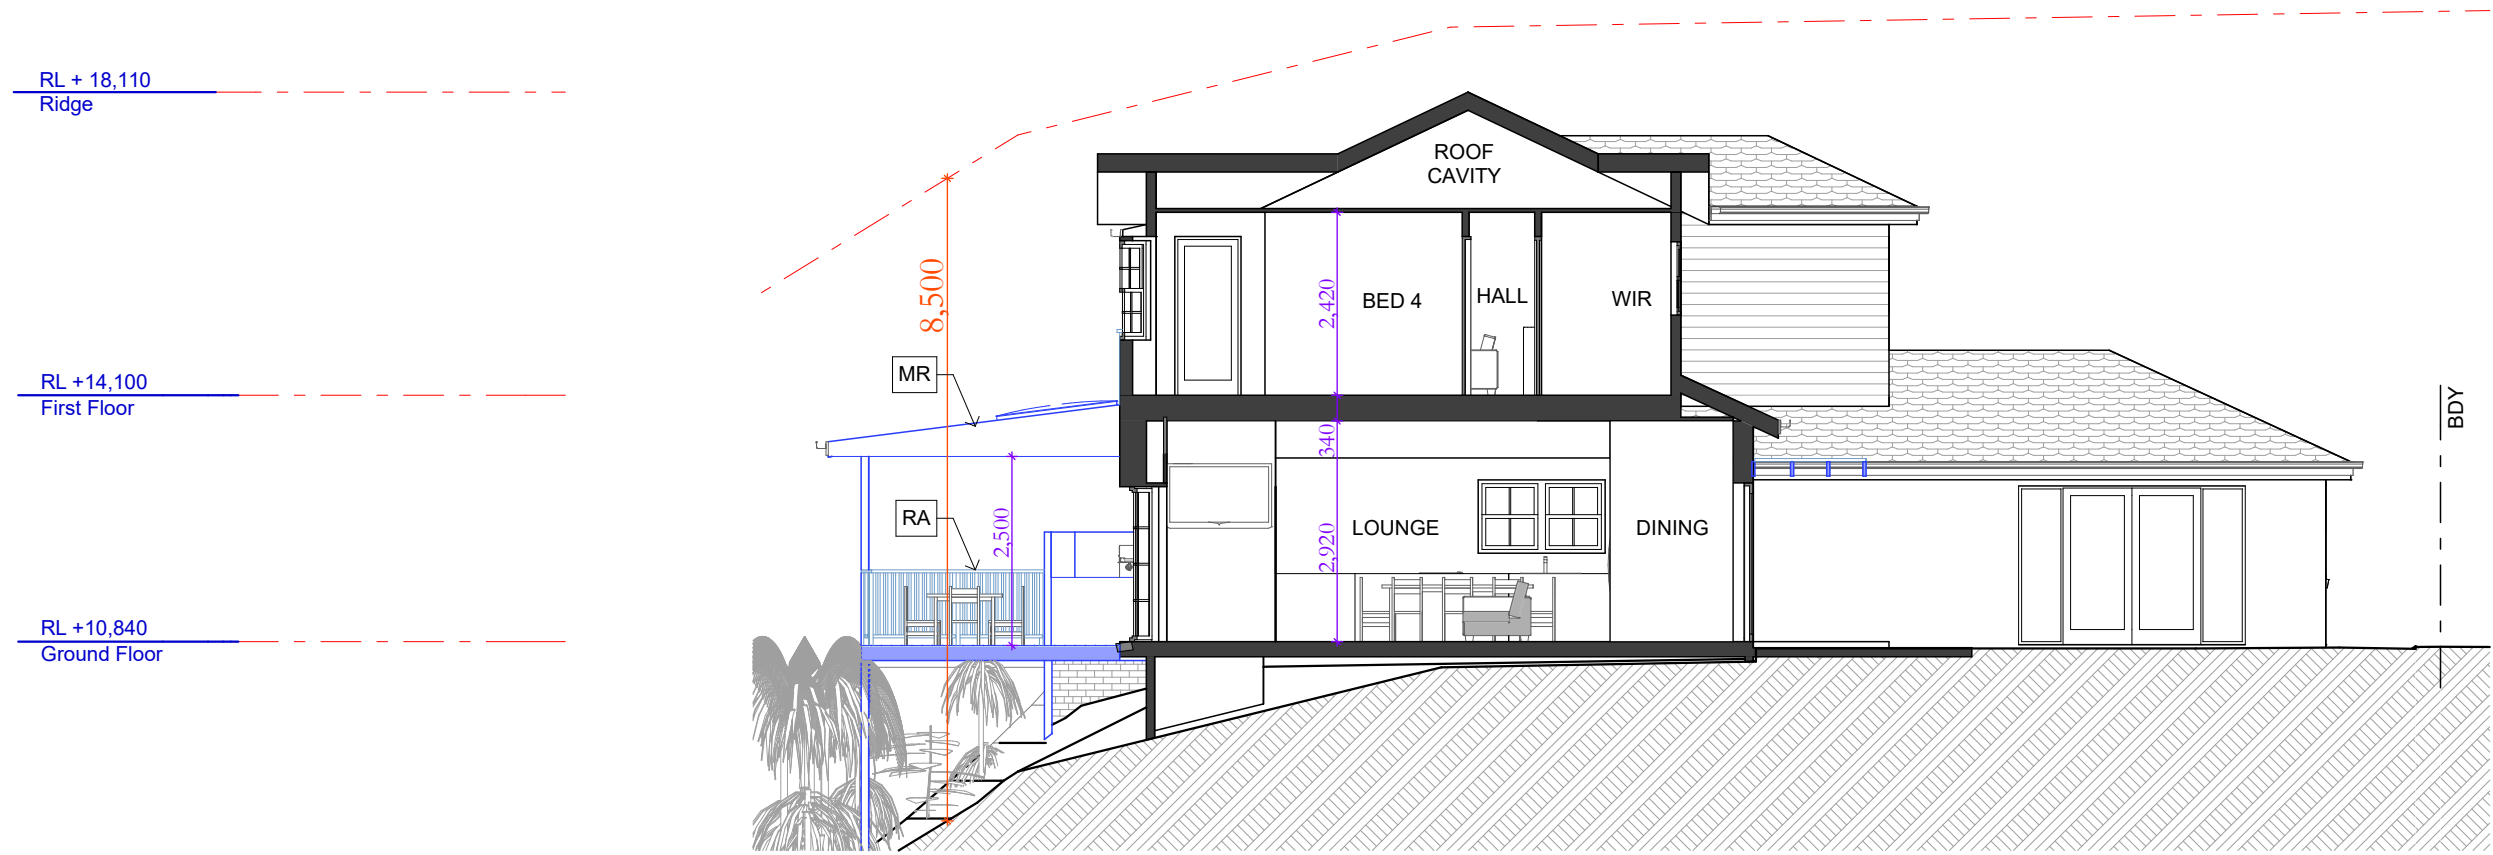 RL + 18,110
Ridge
ROOF
CAVITY
8,500
2,420
BED 4
HALL
WIR
MR
RL +14,100
First Floor
BDY
340
RA
2,500
2,920
LOUNGE
DINING
RL +10,840
Ground Floor